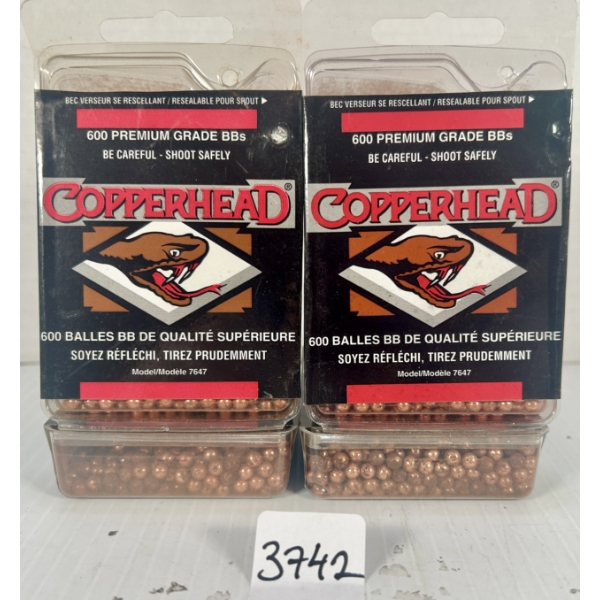 BEC VERSEUR SE RESCELLANT / RESEALABLE POUR SPOUT ▶
600 PREMIUM GRADE BBs
BE CAREFUL - SHOOT SAFELY
COPPERHEAD®
600 BALLES BB DE QUALITÉ SUPÉRIEURE
SOYEZ RÉFLÉCHI, TIREZ PRUDEMMENT
Model/Modèle 7647
BEC VERSEUR SE RESCELLANT / RESEALABLE POUR SPOUT ▶
600 PREMIUM GRADE BBs
BE CAREFUL - SHOOT SAFELY
COPPERHEAD®
600 BALLES BB DE QUALITÉ SUPÉRIEURE
SOYEZ RÉFLÉCHI, TIREZ PRUDEMMENT
Model/Modèle 7647
3742